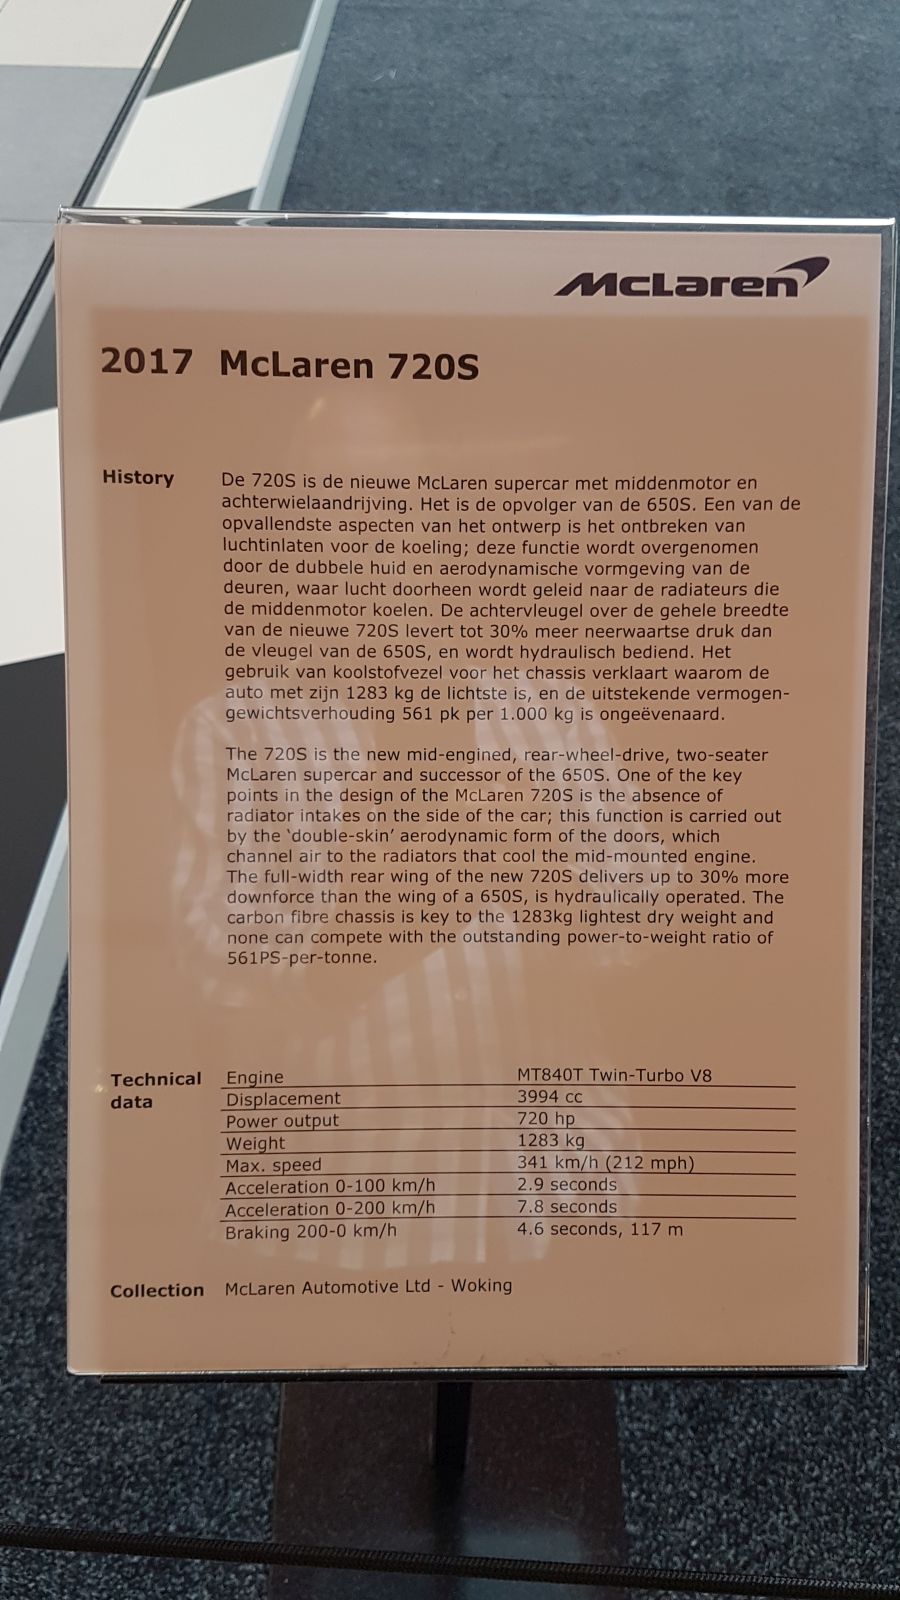 McLaren
2017 McLaren 720S
History
De 720S is de nieuwe McLaren supercar met middenmotor en
achterwielaandrijving. Het is de opvolger van de 650S. Een van de
opvallendste aspecten van het ontwerp is het ontbreken van
luchtinlaten voor de koeling; deze functie wordt overgenomen
door de dubbele huid en aerodynamische vormgeving van de
deuren, waar lucht doorheen wordt geleid naar de radiateurs die
de middenmotor koelen. De achtervleugel over de gehele breedte
van de nieuwe 720S levert tot 30% meer neerwaartse druk dan
de vleugel van de 650S, en wordt hydraulisch bediend. Het
gebruik van koolstofvezel voor het chassis verklaart waarom de
auto met zijn 1283 kg de lichtste is, en de uitstekende vermogen-
gewichtsverhouding 561 pk per 1.000 kg is ongeëvenaard.
The 720S is the new mid-engined, rear-wheel-drive, two-seater
McLaren supercar and successor of the 650S. One of the key
points in the design of the McLaren 720S is the absence of
radiator intakes on the side of the car; this function is carried out
by the ‘double-skin’ aerodynamic form of the doors, which
channel air to the radiators that cool the mid-mounted engine.
The full-width rear wing of the new 720S delivers up to 30% more
downforce than the wing of a 650S, is hydraulically operated. The
carbon fibre chassis is key to the 1283kg lightest dry weight and
none can compete with the outstanding power-to-weight ratio of
561PS-per-tonne.
Technical data
Engine MT840T Twin-Turbo V8
Displacement 3994 cc
Power output 720 hp
Weight 1283 kg
Max. speed 341 km/h (212 mph)
Acceleration 0-100 km/h 2.9 seconds
Acceleration 0-200 km/h 7.8 seconds
Braking 200-0 km/h 4.6 seconds, 117 m
Collection McLaren Automotive Ltd - Woking